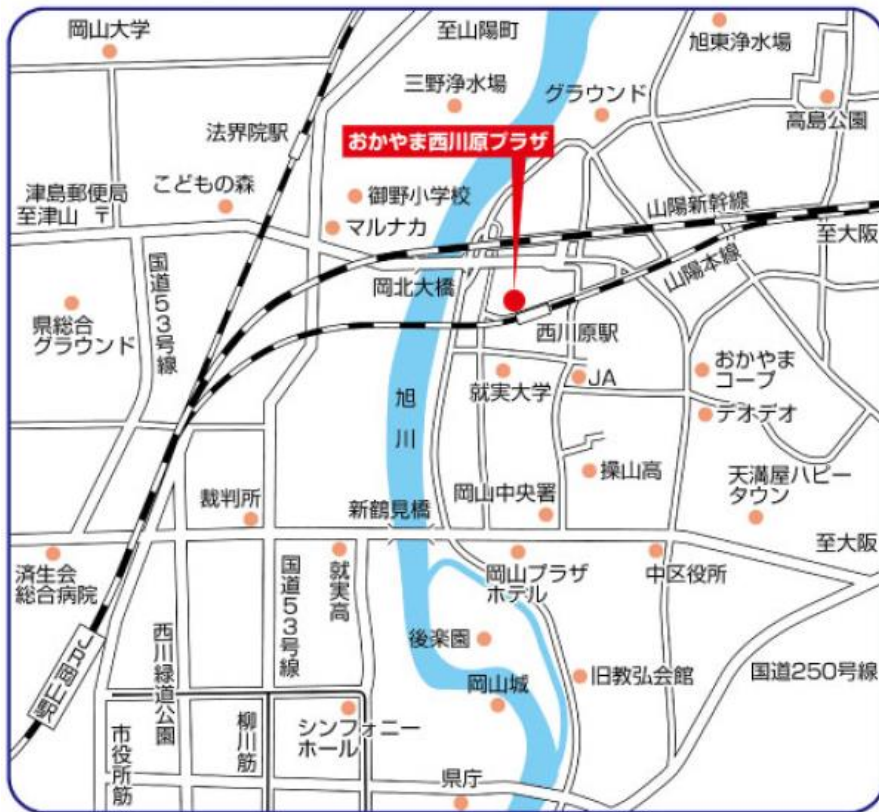 岡山大学
至山陽町
旭東浄水場
三野浄水場
グラウンド
高島公園
法界院駅
おかやま西川原プラザ
津島郵便局
至津山 〒
こどもの森
御野小学校
マルナカ
山陽新幹線
至大阪
山陽本線
国道53号線
岡北大橋
県総合
グラウンド
西川原駅
おかやま
コープ
就実大学
JA
旭川
デオデオ
操山高
天満屋ハピー
タウン
裁判所
新鶴見橋
岡山中央署
至大阪
済生会
総合病院
国道53号線
就実高
岡山プラザ
ホテル
中区役所
後楽園
JR岡山駅
西川緑道公園
岡山城
旧教弘会館
国道250号線
市役所筋
柳川筋
シンフォニー
ホール
県庁